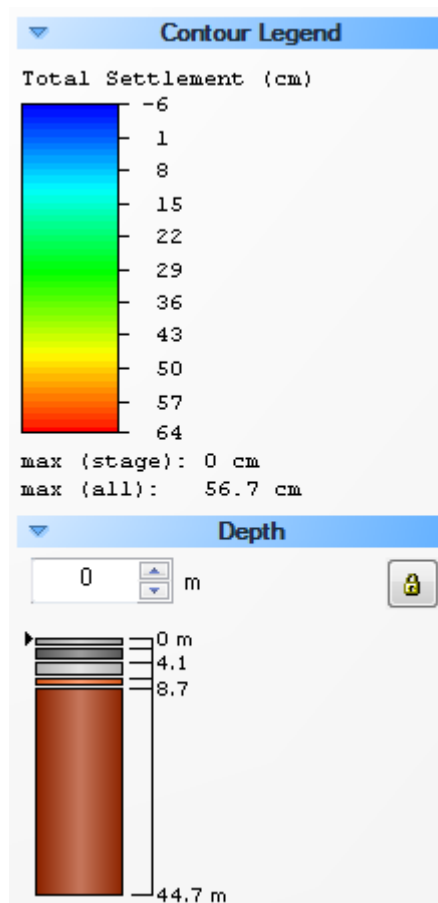 Contour Legend
Total Settlement (cm)
-6
1
8
15
22
29
36
43
50
57
64
max (stage): 0 cm
max (all): 56.7 cm
Depth
0 m
0 m
4.1
8.7
44.7 m